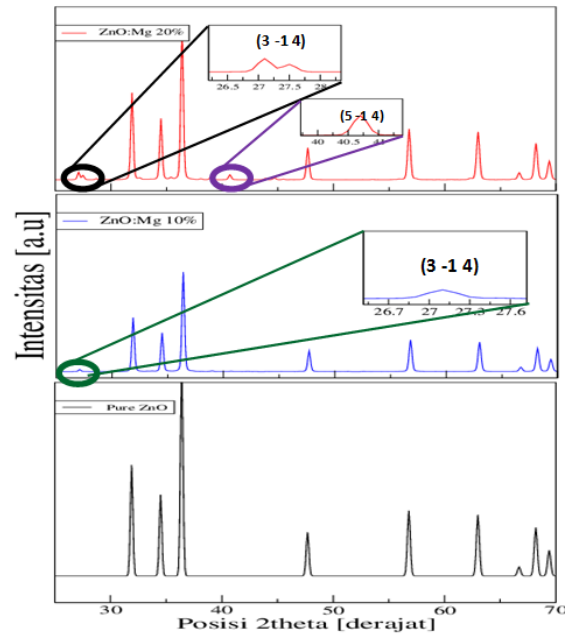 ZnO:Mg 20%
(3 -1 4)
26.5 27 27.5 28
(5 -1 4)
40 40.5 41
ZnO:Mg 10%
(3 -1 4)
26.7 27 27.3 27.6
Pure ZnO
Intensitas [a.u]
30 40 50 60 70
Posisi 2theta [derajat]